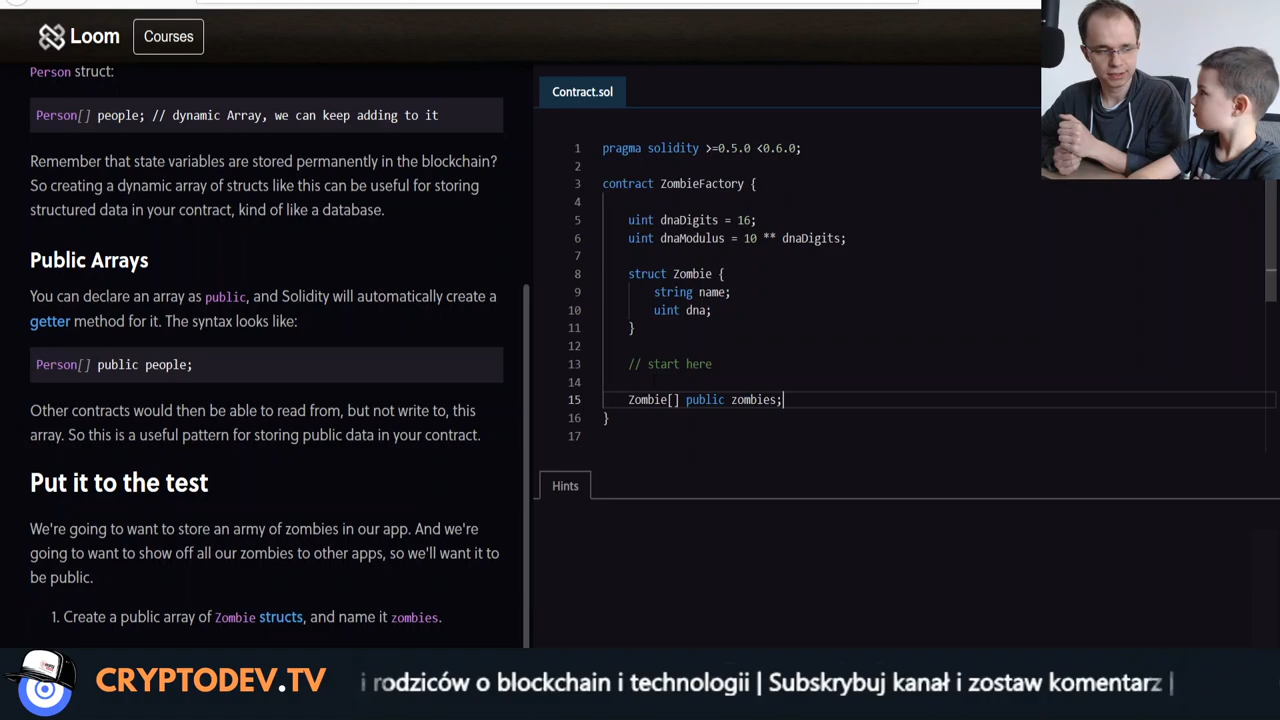 Loom
Courses
Person struct:
Person[] people; // dynamic Array, we can keep adding to it
Remember that state variables are stored permanently in the blockchain?
So creating a dynamic array of structs like this can be useful for storing
structured data in your contract, kind of like a database.
Public Arrays
You can declare an array as public, and Solidity will automatically create a
getter method for it. The syntax looks like:
Person[] public people;
Other contracts would then be able to read from, but not write to, this
array. So this is a useful pattern for storing public data in your contract.
Put it to the test
We're going to want to store an army of zombies in our app. And we're
going to want to show off all our zombies to other apps, so we'll want it to
be public.
1. Create a public array of Zombie structs, and name it zombies.
Contract.sol
1 pragma solidity >=0.5.0 <0.6.0;
2
3 contract ZombieFactory {
4
5 uint dnaDigits = 16;
6 uint dnaModulus = 10 ** dnaDigits;
7
8 struct Zombie {
9 string name;
10 uint dna;
11 }
12
13 // start here
14
15 Zombie[] public zombies;
16 }
17
Hints
CRYPTODEV.TV
i rodziców o blockchain i technologii | Subskrybuj kanał i zostaw komentarz |